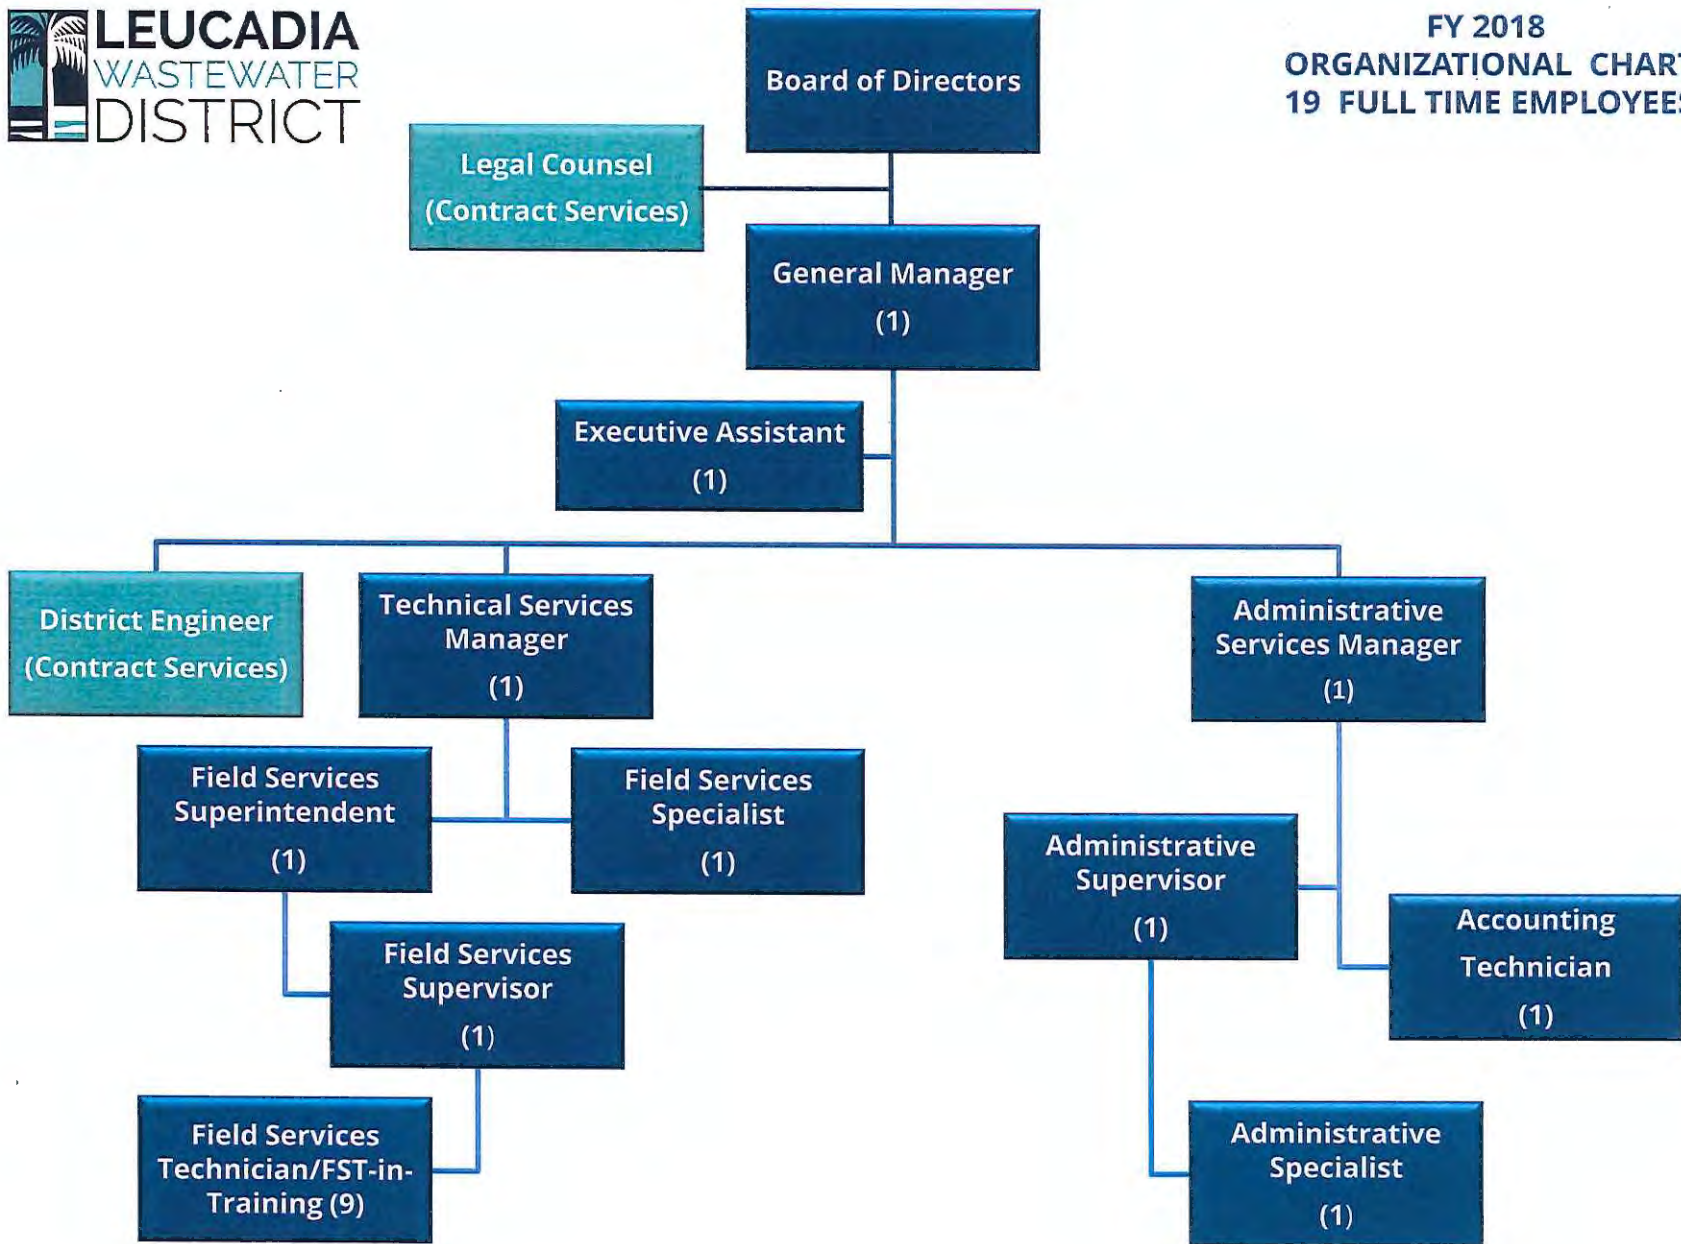 LEUCADIA
WASTEWATER
DISTRICT
FY 2018
ORGANIZATIONAL CHART
19 FULL TIME EMPLOYEES
Board of Directors
Legal Counsel
(Contract Services)
General Manager
(1)
Executive Assistant
(1)
District Engineer
(Contract Services)
Technical Services
Manager
(1)
Administrative
Services Manager
(1)
Field Services
Superintendent
(1)
Field Services
Specialist
(1)
Administrative
Supervisor
(1)
Accounting
Technician
(1)
Field Services
Supervisor
(1)
Field Services
Technician/FST-in-
Training (9)
Administrative
Specialist
(1)